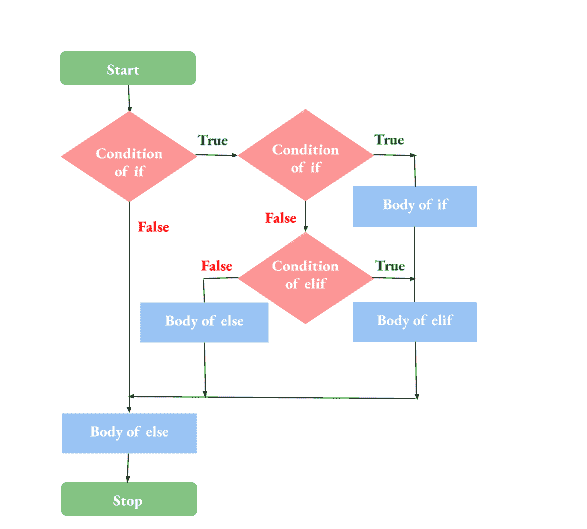 Start
Condition
of if
True
Condition
of if
True
Body of if
False
False
Condition
of elif
False
True
Body of else
Body of elif
Body of else
Stop